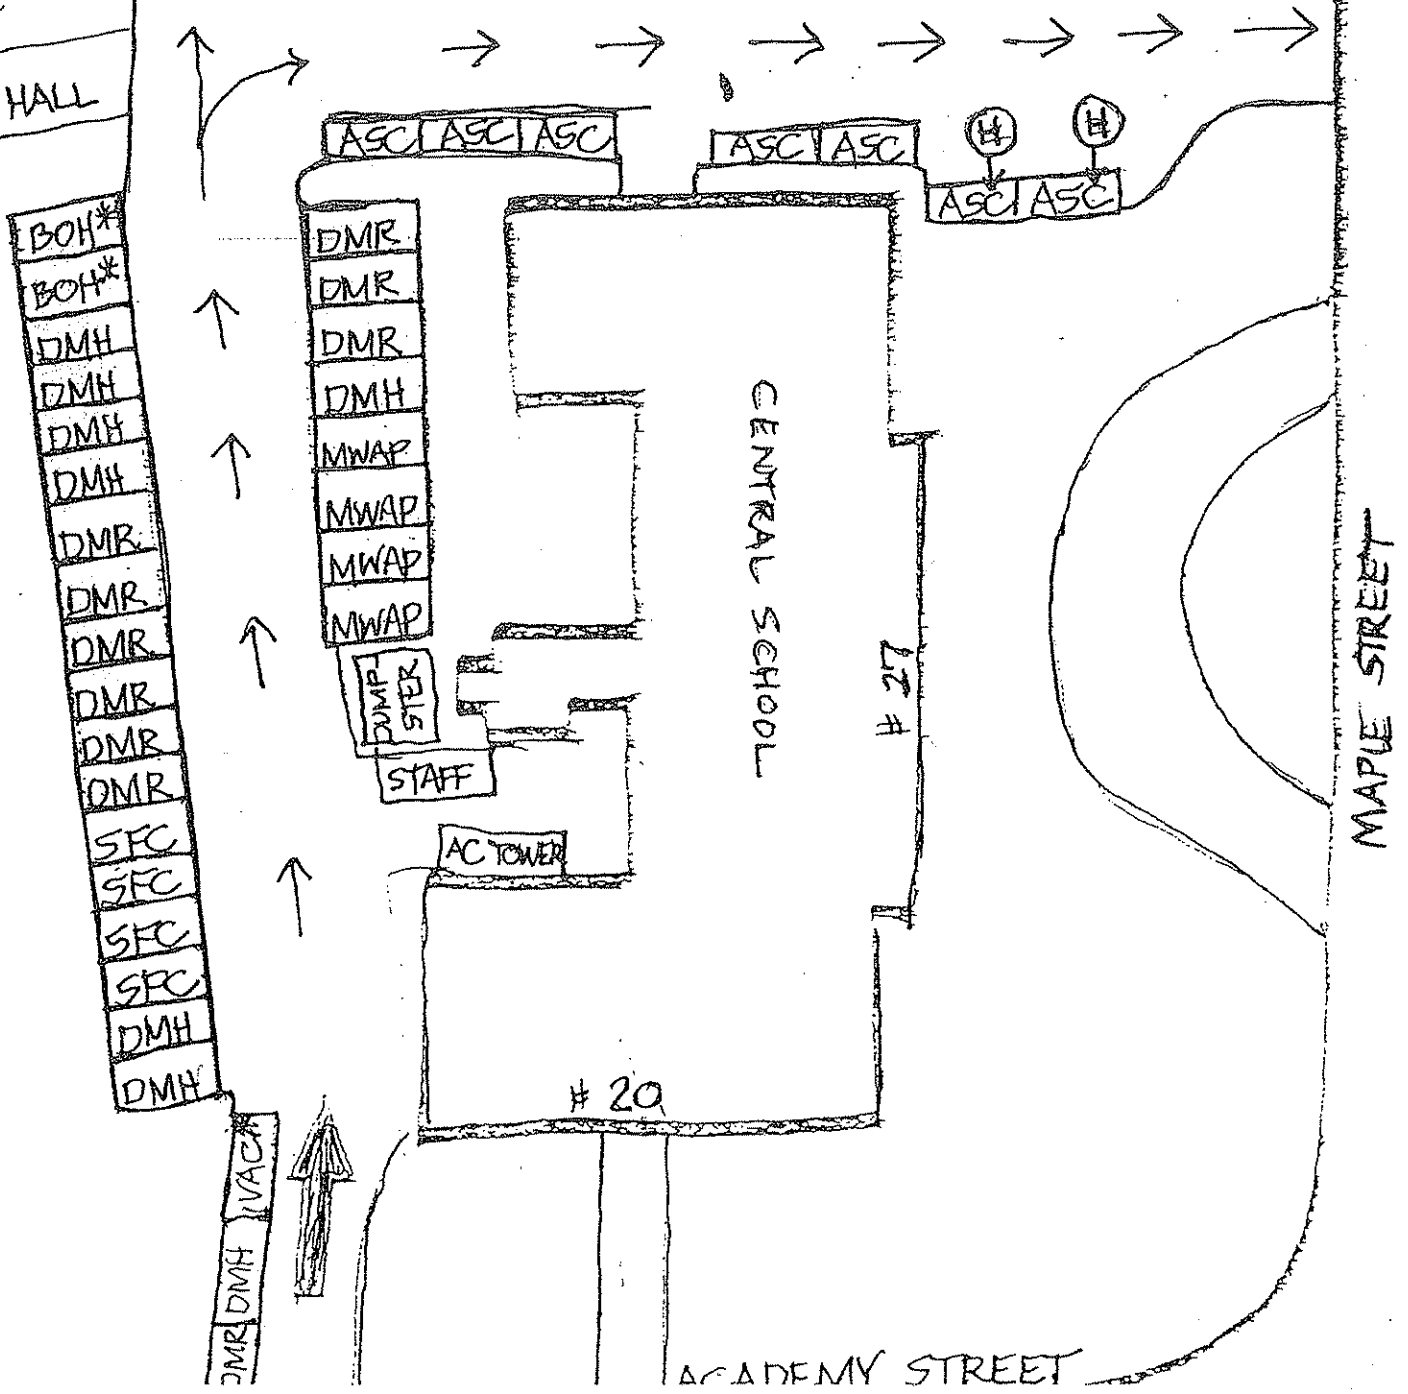 HALL
ASC ASC ASC
ASC ASC
H H
ASC ASC
BOH*
BOH*
DMH
DMH
DMH
DMH
DMR
DMR
DMR
DMR
DMR
DMR
SFC
SFC
SFC
SFC
DMH
DMH
VAC*
DMH
DMR
DMR
DMR
DMR
DMH
MWAP
MWAP
MWAP
MWAP
DUMP
STER
STAFF
AC TOWER
CENTRAL SCHOOL
# 27
# 20
MAPLE STREET
ACADEMY STREET